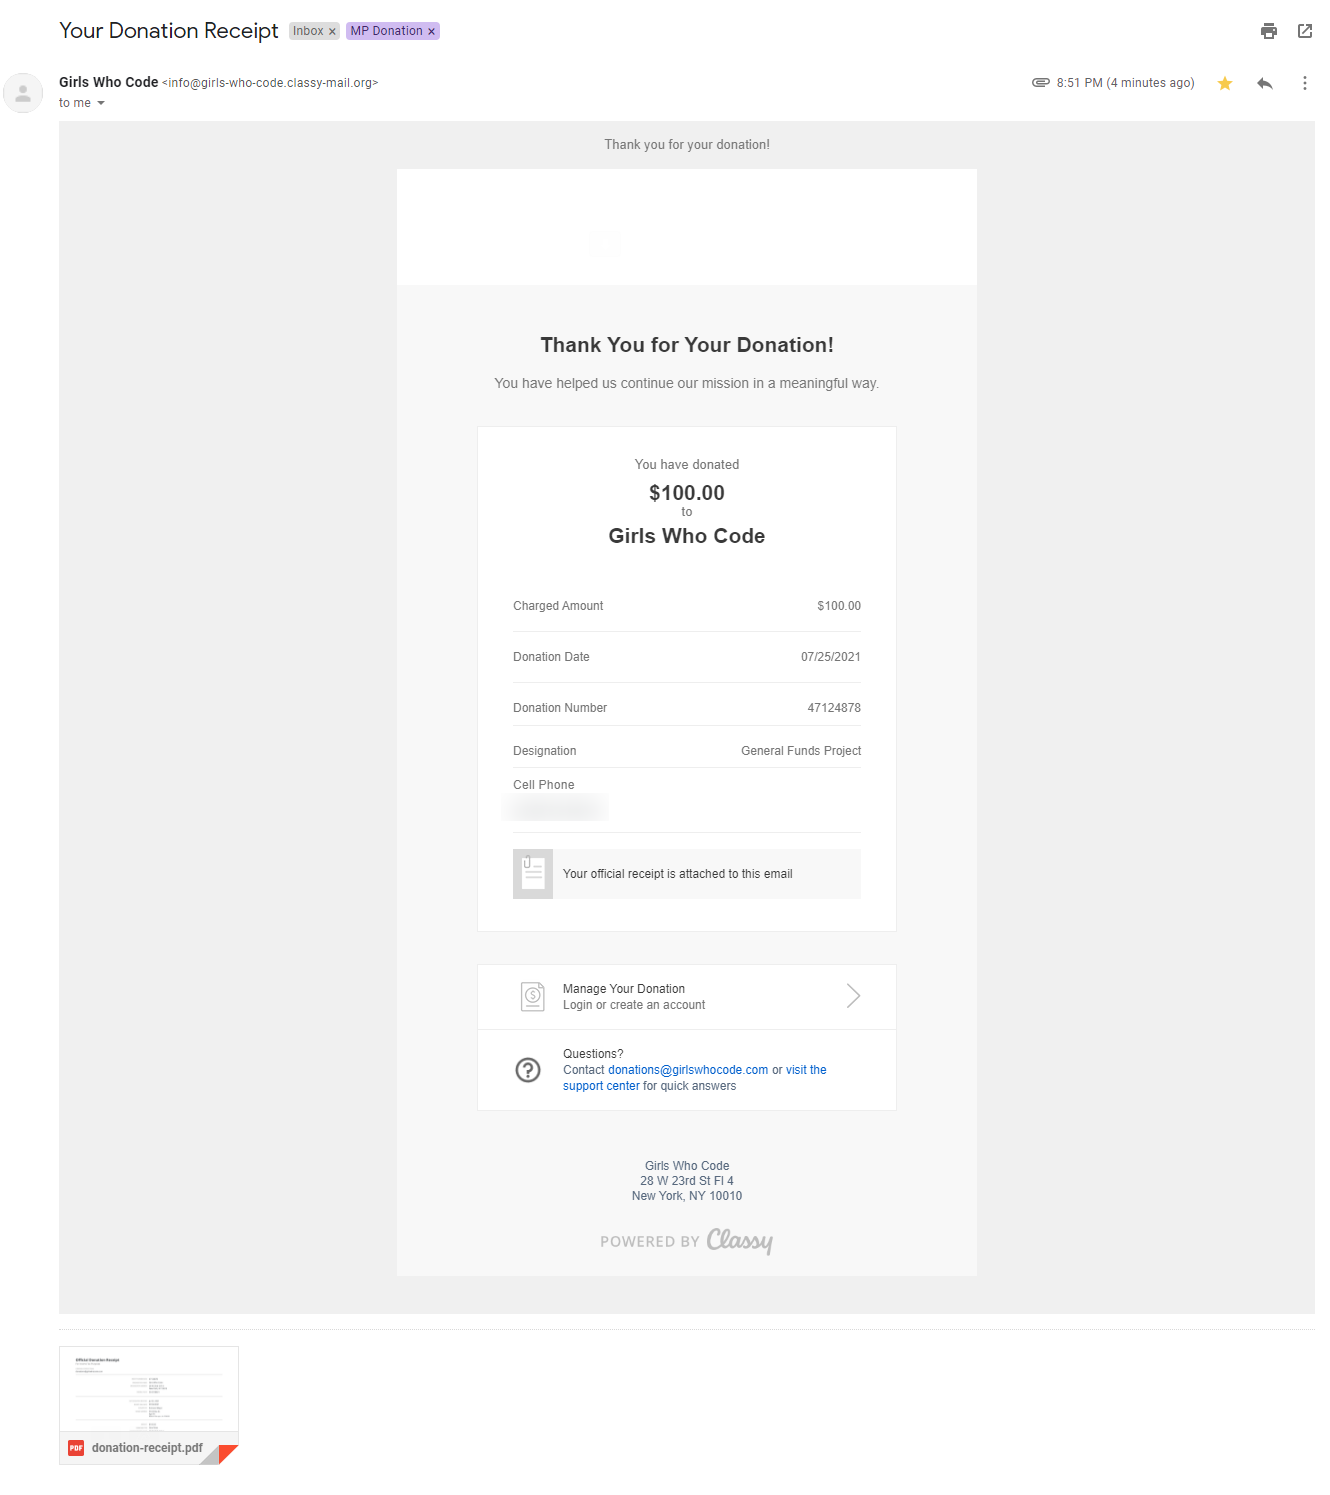 Your Donation Receipt Inbox × MP Donation ×
Girls Who Code <info@girls-who-code.classy-mail.org> 8:51 PM (4 minutes ago)
to me
Thank you for your donation!
Thank You for Your Donation!
You have helped us continue our mission in a meaningful way.
You have donated
$100.00
to
Girls Who Code
Charged Amount $100.00
Donation Date 07/25/2021
Donation Number 47124878
Designation General Funds Project
Cell Phone
Your official receipt is attached to this email
Manage Your Donation
Login or create an account
Questions?
Contact donations@girlswhocode.com or visit the
support center for quick answers
Girls Who Code
28 W 23rd St Fl 4
New York, NY 10010
POWERED BY Classy
Official Donation Receipt
PDF donation-receipt.pdf